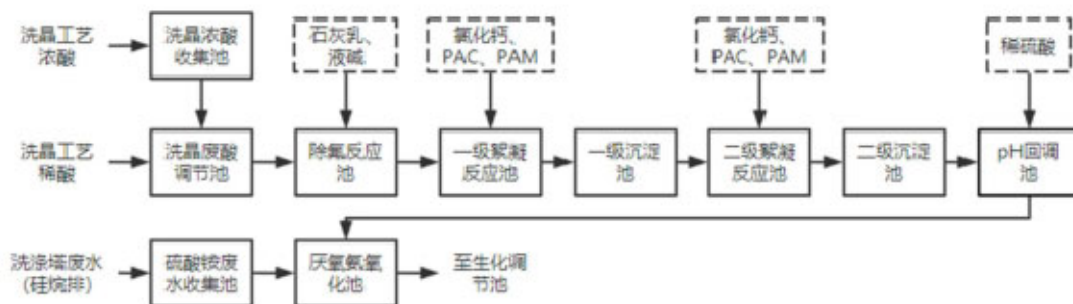 洗晶工艺
浓酸
洗晶浓酸
收集池
石灰乳、
液碱
氯化钙、
PAC、PAM
氯化钙、
PAC、PAM
稀硫酸
洗晶工艺
稀酸
洗晶废酸
调节池
除氟反应
池
一级絮凝
反应池
一级沉淀
池
二级絮凝
反应池
二级沉淀
池
pH回调
池
洗涤塔废水
(硅烷排)
硫酸铵废
水收集池
厌氧氨氧
化池
至生化调
节池